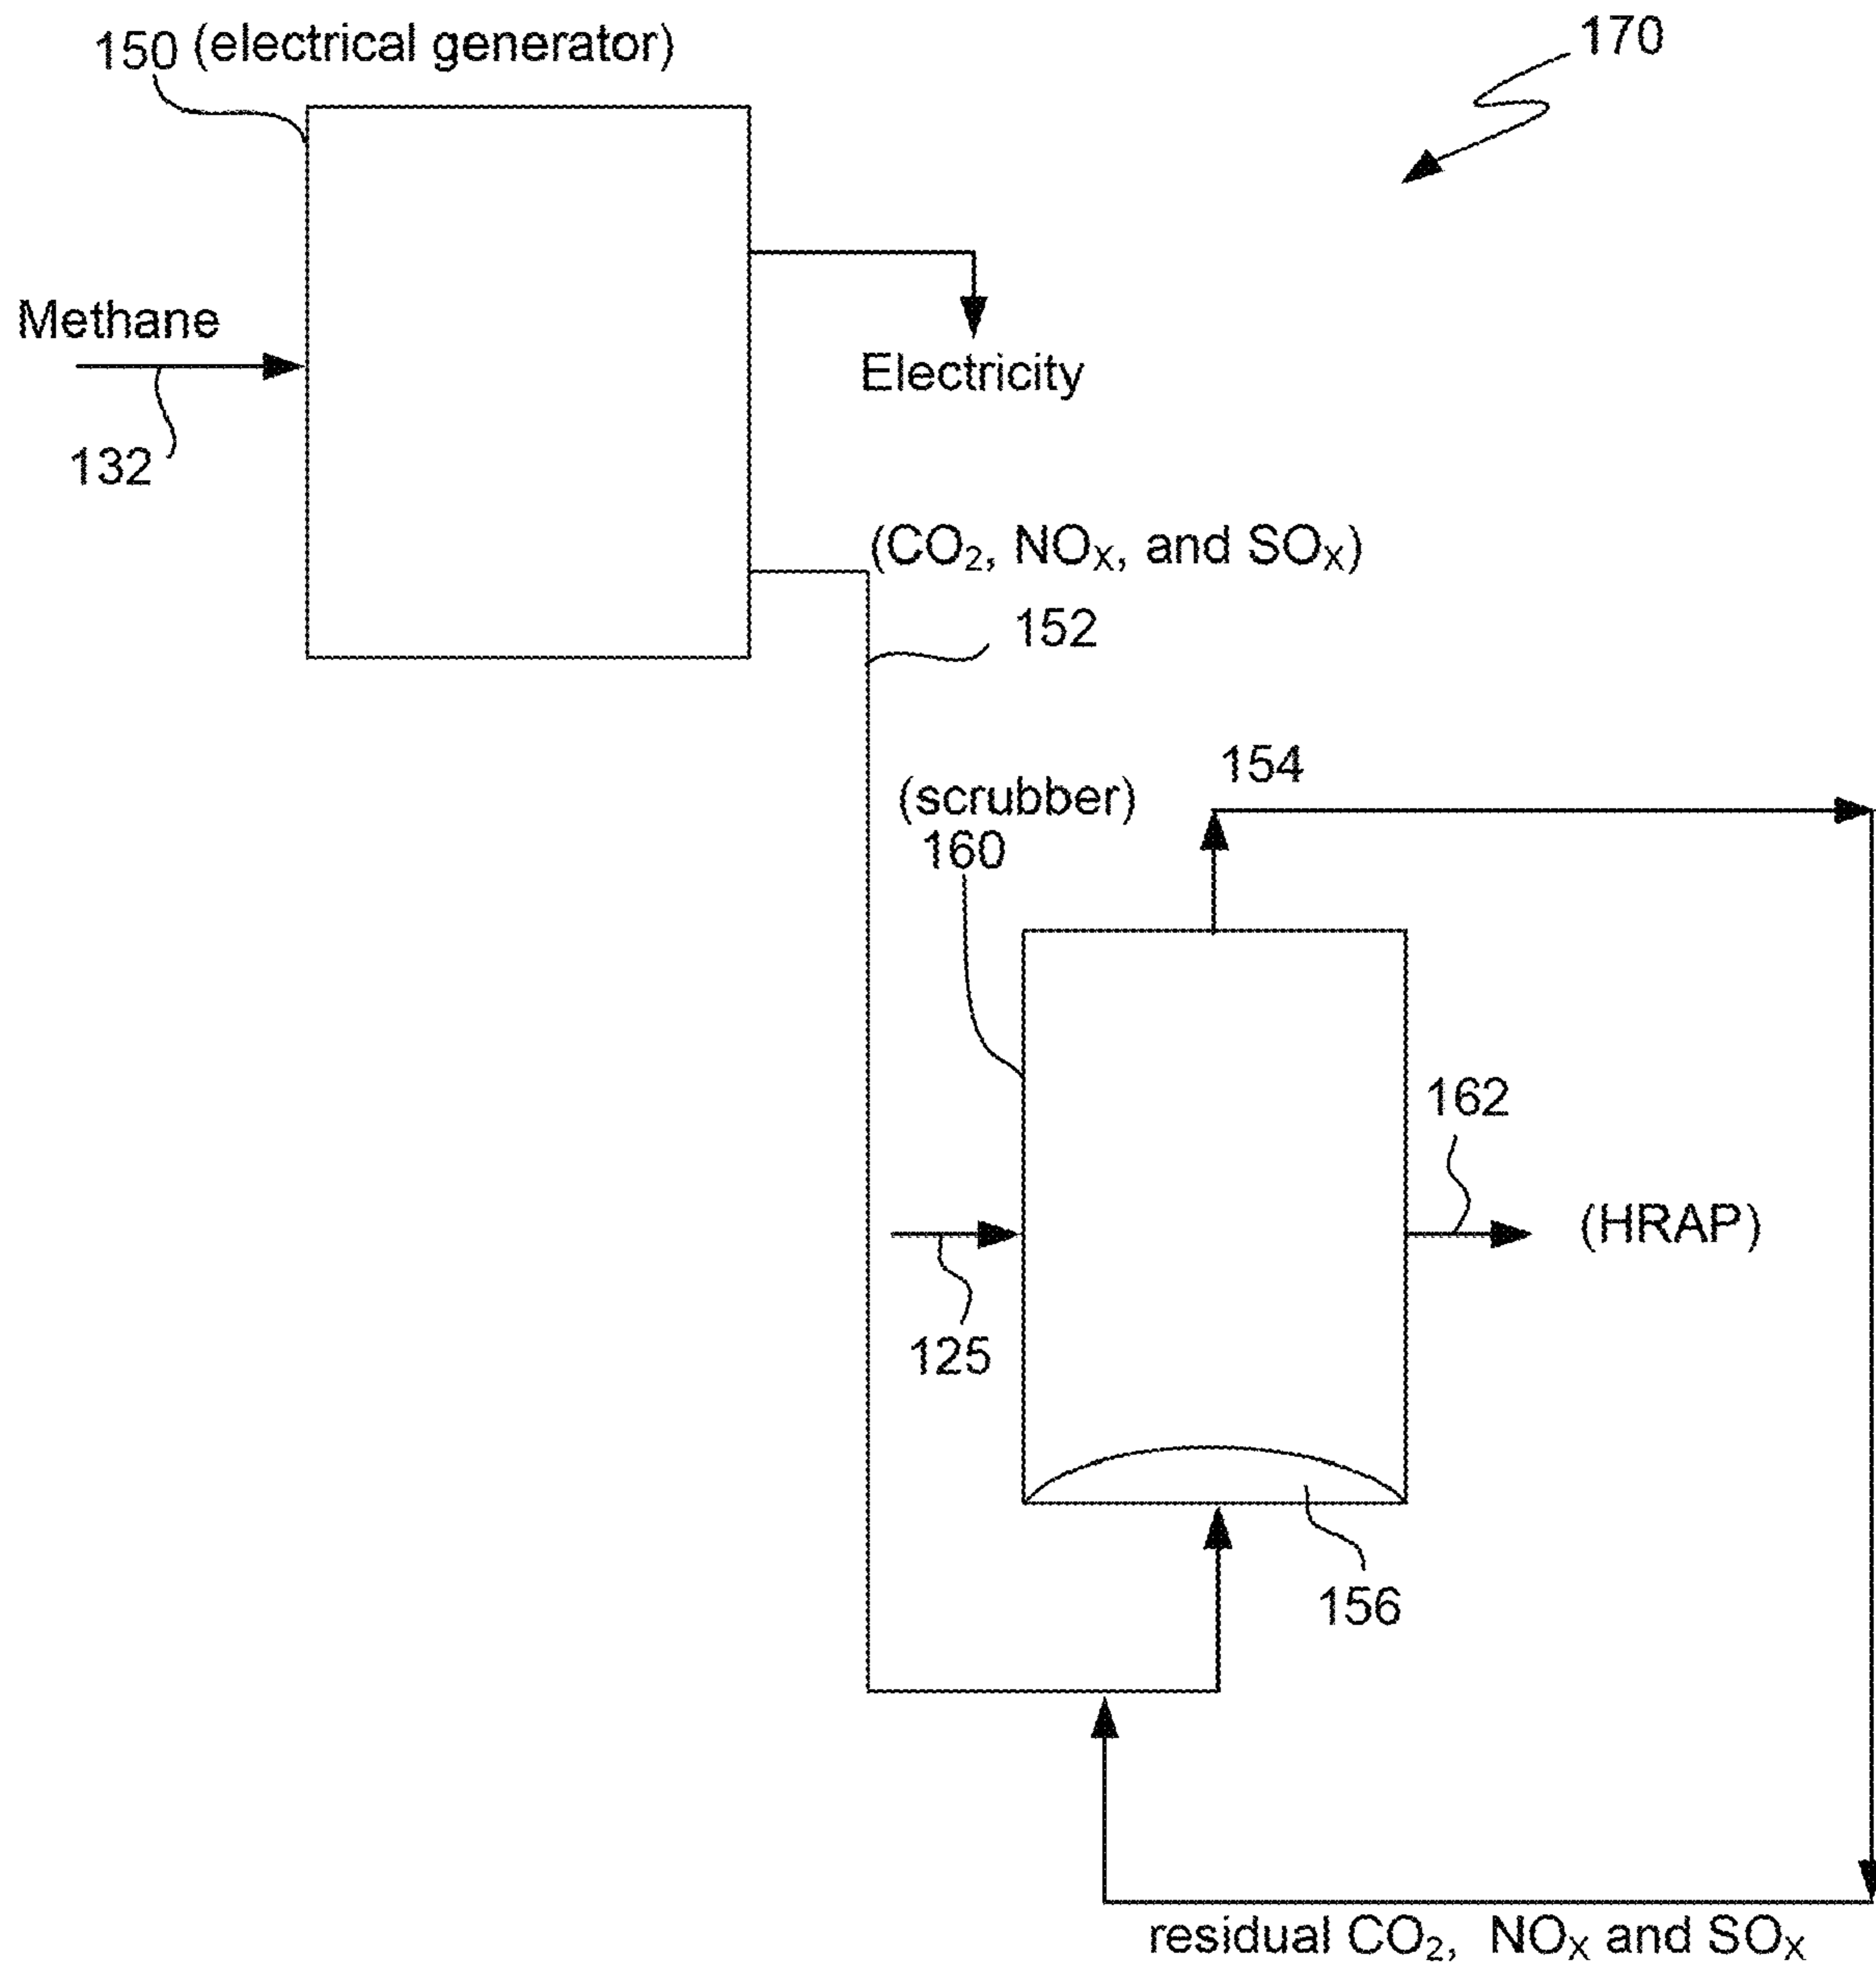 150 (electrical generator)
170
Methane
132
Electricity
(CO₂, NOₓ, and SOₓ)
152
154
(scrubber)
160
162
(HRAP)
125
156
residual CO₂, NOₓ and SOₓ